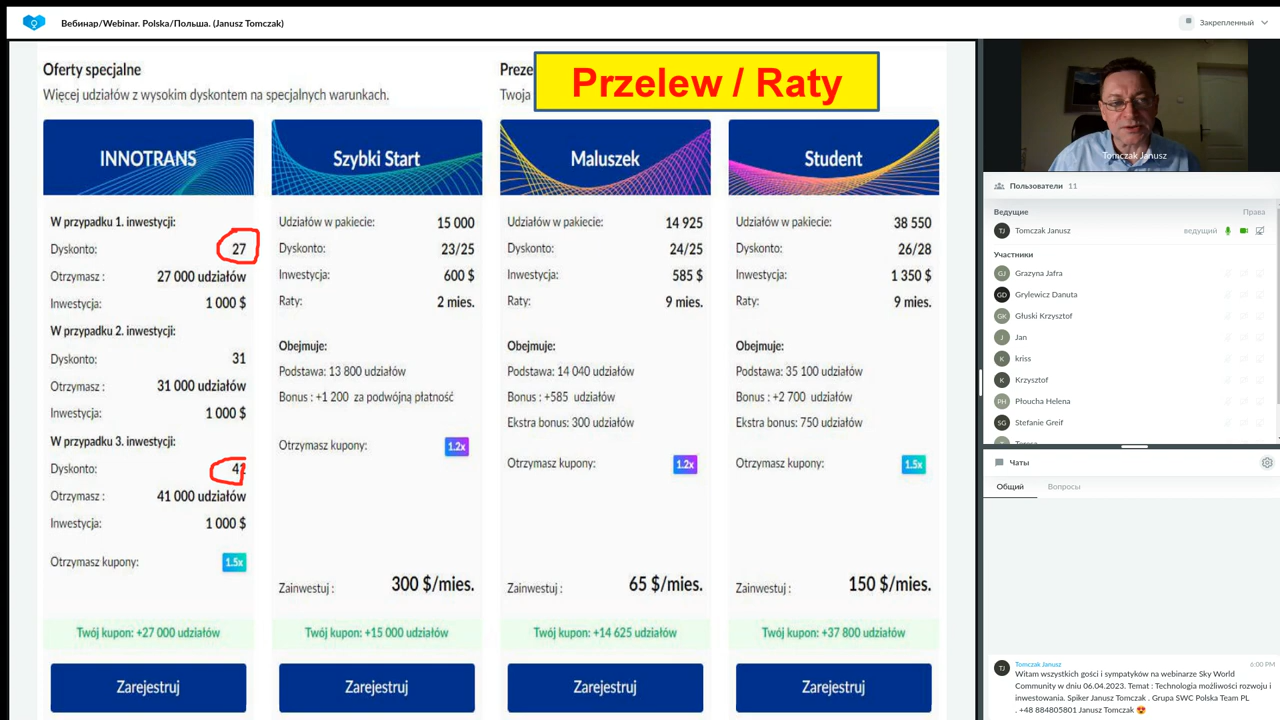 Вебинар/Webinar. Polska/Польша. (Janusz Tomczak)
Закрепленный
Oferty specjalne
Więcej udziałów z wysokim dyskontem na specjalnych warunkach.
Preze
Twoja
Przelew / Raty
INNOTRANS
W przypadku 1. inwestycji:
Dyskonto: 27
Otrzymasz : 27 000 udziałów
Inwestycja: 1 000 $
W przypadku 2. inwestycji:
Dyskonto: 31
Otrzymasz : 31 000 udziałów
Inwestycja: 1 000 $
W przypadku 3. inwestycji:
Dyskonto:
Otrzymasz : 41 000 udziałów
Inwestycja: 1 000 $
Otrzymasz kupony: 1.5x
Twój kupon: +27 000 udziałów
Zarejestruj
Szybki Start
Udziałów w pakiecie: 15 000
Dyskonto: 23/25
Inwestycja: 600 $
Raty: 2 mies.
Obejmuje:
Podstawa: 13 800 udziałów
Bonus : +1 200 za podwójną płatność
Otrzymasz kupony: 1.2x
Zainwestuj : 300 $/mies.
Twój kupon: +15 000 udziałów
Zarejestruj
Maluszek
Udziałów w pakiecie: 14 925
Dyskonto: 24/25
Inwestycja: 585 $
Raty: 9 mies.
Obejmuje:
Podstawa: 14 040 udziałów
Bonus : +585 udziałów
Ekstra bonus: 300 udziałów
Otrzymasz kupony: 1.2x
Zainwestuj : 65 $/mies.
Twój kupon: +14 625 udziałów
Zarejestruj
Student
Udziałów w pakiecie: 38 550
Dyskonto: 26/28
Inwestycja: 1 350 $
Raty: 9 mies.
Obejmuje:
Podstawa: 35 100 udziałów
Bonus : +2 700 udziałów
Ekstra bonus: 750 udziałów
Otrzymasz kupony: 1.5x
Zainwestuj : 150 $/mies.
Twój kupon: +37 800 udziałów
Zarejestruj
Tomczak Janusz
Пользователи 11
Ведущие Права
TJ Tomczak Janusz ведущий
Участники
GJ Grazyna Jafra
GD Grylewicz Danuta
GK Głuski Krzysztof
J Jan
K kriss
K Krzysztof
PH Płoucha Helena
SG Stefanie Greif
Чаты
Общий Вопросы
TJ Tomczak Janusz 6:00 PM
Witam wszystkich gości i sympatyków na webinarze Sky World
Community w dniu 06.04.2023. Temat : Technologia możliwości rozwoju i
inwestowania. Spiker Janusz Tomczak . Grupa SWC Polska Team PL
. +48 884805801 Janusz Tomczak 😍